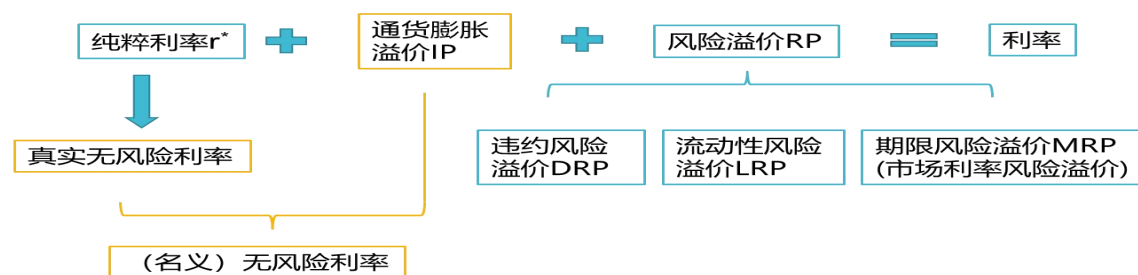 纯粹利率r*
通货膨胀
溢价IP
风险溢价RP
利率
真实无风险利率
违约风险
溢价DRP
流动性风险
溢价LRP
期限风险溢价MRP
(市场利率风险溢价)
（名义）无风险利率